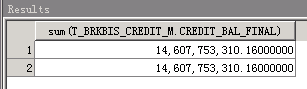 Results
sum(T_BRKBIS_CREDIT_M.CREDIT_BAL_FINAL)
1 14,607,753,310.16000000
2 14,607,753,310.16000000